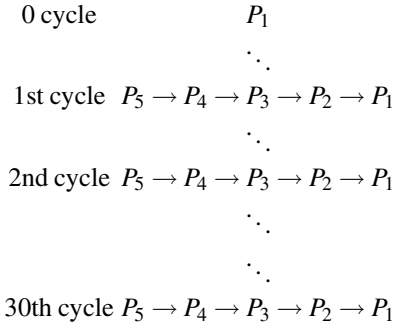 0 cycle P₁
⋱
1st cycle P₅ → P₄ → P₃ → P₂ → P₁
⋱
2nd cycle P₅ → P₄ → P₃ → P₂ → P₁
⋱
⋱
30th cycle P₅ → P₄ → P₃ → P₂ → P₁